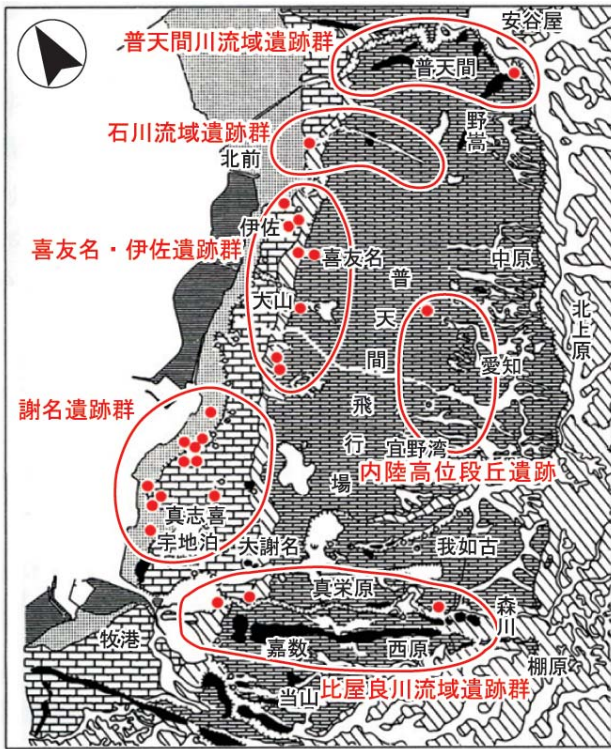 安谷屋
普天間川流域遺跡群
普天間
石川流域遺跡群
野嵩
北前
伊佐
喜友名・伊佐遺跡群
喜友名
中原
大山
普天間飛行場
北上原
愛知
謝名遺跡群
宜野湾
内陸高位段丘遺跡
真志喜
宇地泊
大謝名
我如古
真栄原
森川
牧港
嘉数
西原
棚原
当山
比屋良川流域遺跡群